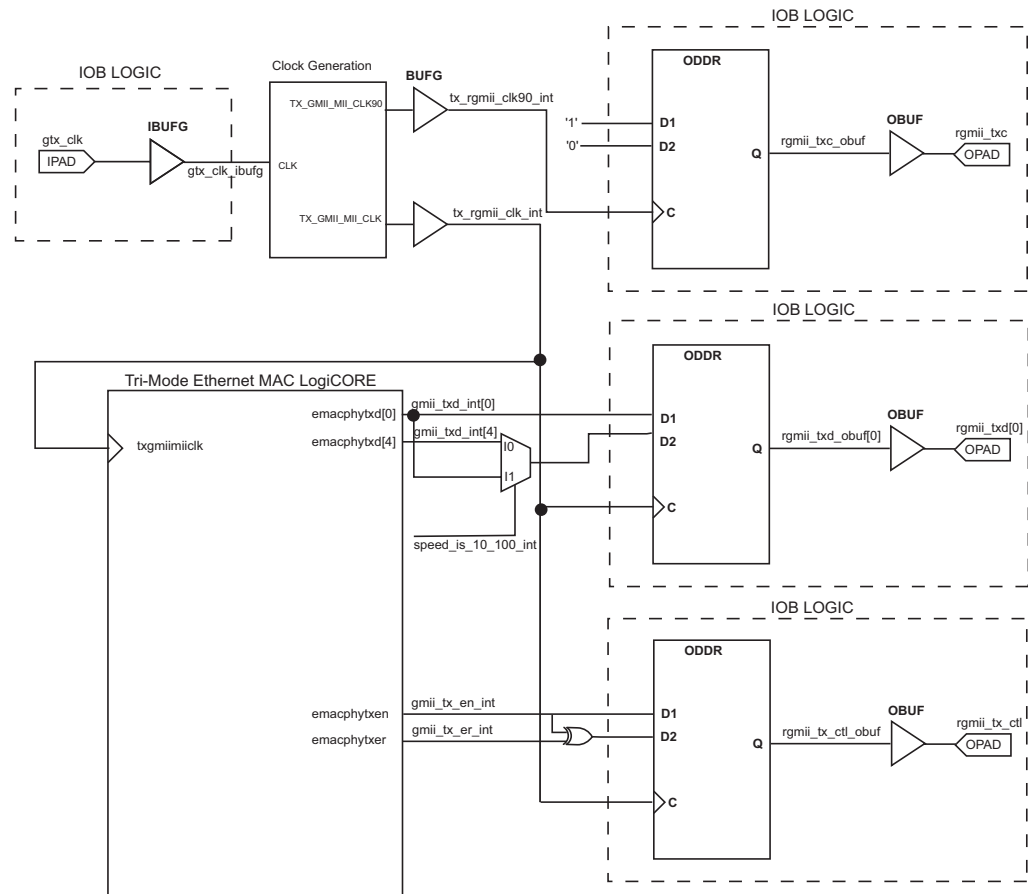 IOB LOGIC
ODDR
IOB LOGIC
Clock Generation
BUFG
TX_GMII_MII_CLK90
tx_rgmii_clk90_int
'1'
D1
OBUF
IBUFG
gtx_clk
'0'
D2
rgmii_txc_obuf
rgmii_txc
IPAD
Q
OPAD
gtx_clk_ibufg
CLK
TX_GMII_MII_CLK
tx_rgmii_clk_int
C
IOB LOGIC
ODDR
Tri-Mode Ethernet MAC LogiCORE
emacphytxd[0]
gmii_txd_int[0]
D1
OBUF
txgmiimiiclk
emacphytxd[4]
gmii_txd_int[4]
I0
D2
rgmii_txd_obuf[0]
rgmii_txd[0]
Q
OPAD
I1
C
speed_is_10_100_int
IOB LOGIC
ODDR
emacphytxen
gmii_tx_en_int
D1
OBUF
emacphytxer
gmii_tx_er_int
D2
rgmii_tx_ctl_obuf
rgmii_tx_ctl
Q
OPAD
C